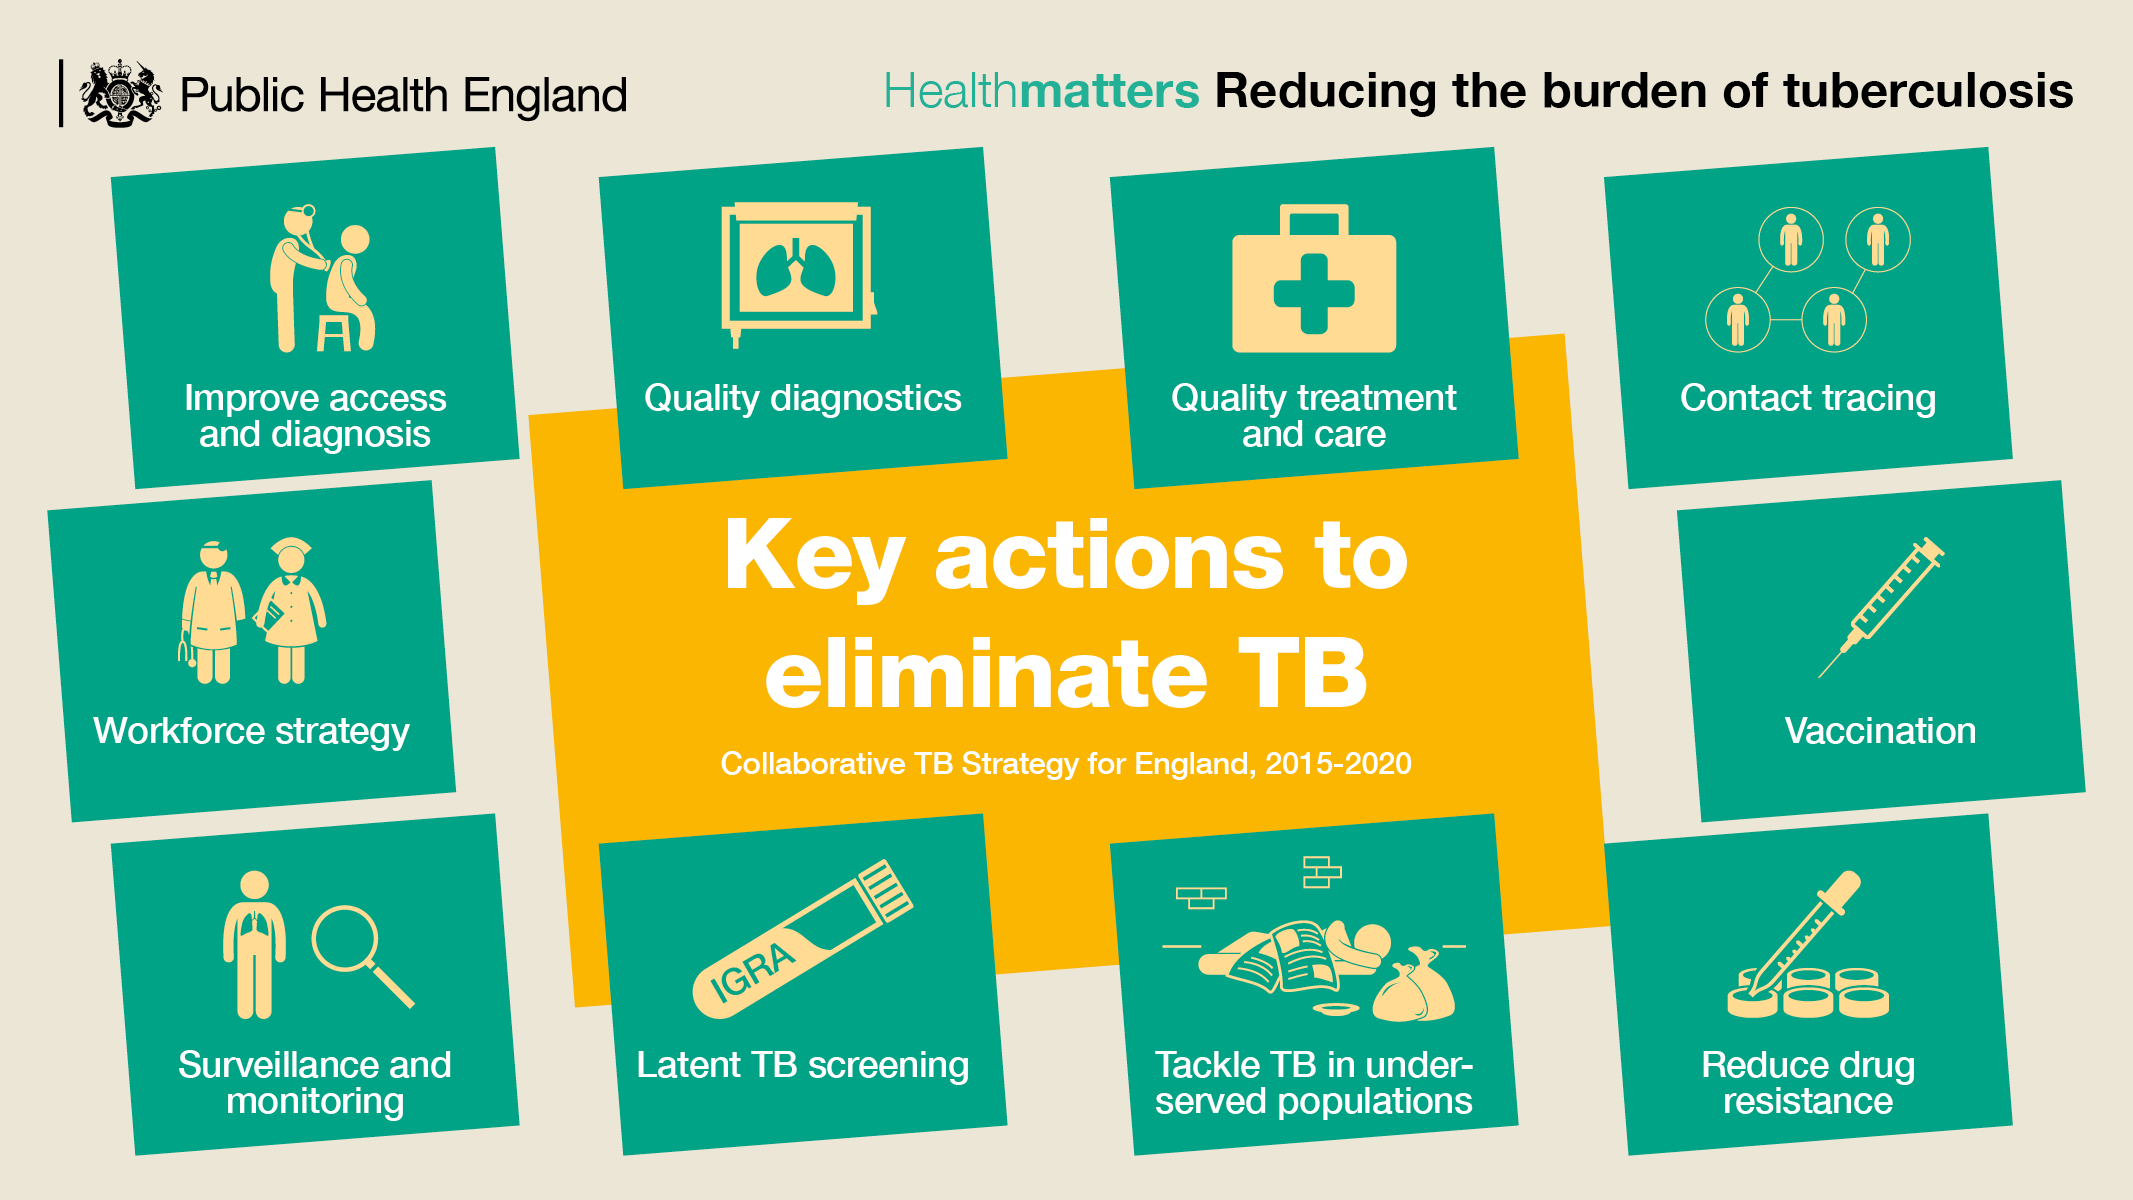 Public Health England
Healthmatters Reducing the burden of tuberculosis
Improve access
and diagnosis
Quality diagnostics
Quality treatment
and care
Contact tracing
Workforce strategy
Key actions to
eliminate TB
Collaborative TB Strategy for England, 2015-2020
Vaccination
Surveillance and
monitoring
IGRA
Latent TB screening
Tackle TB in under-
served populations
Reduce drug
resistance